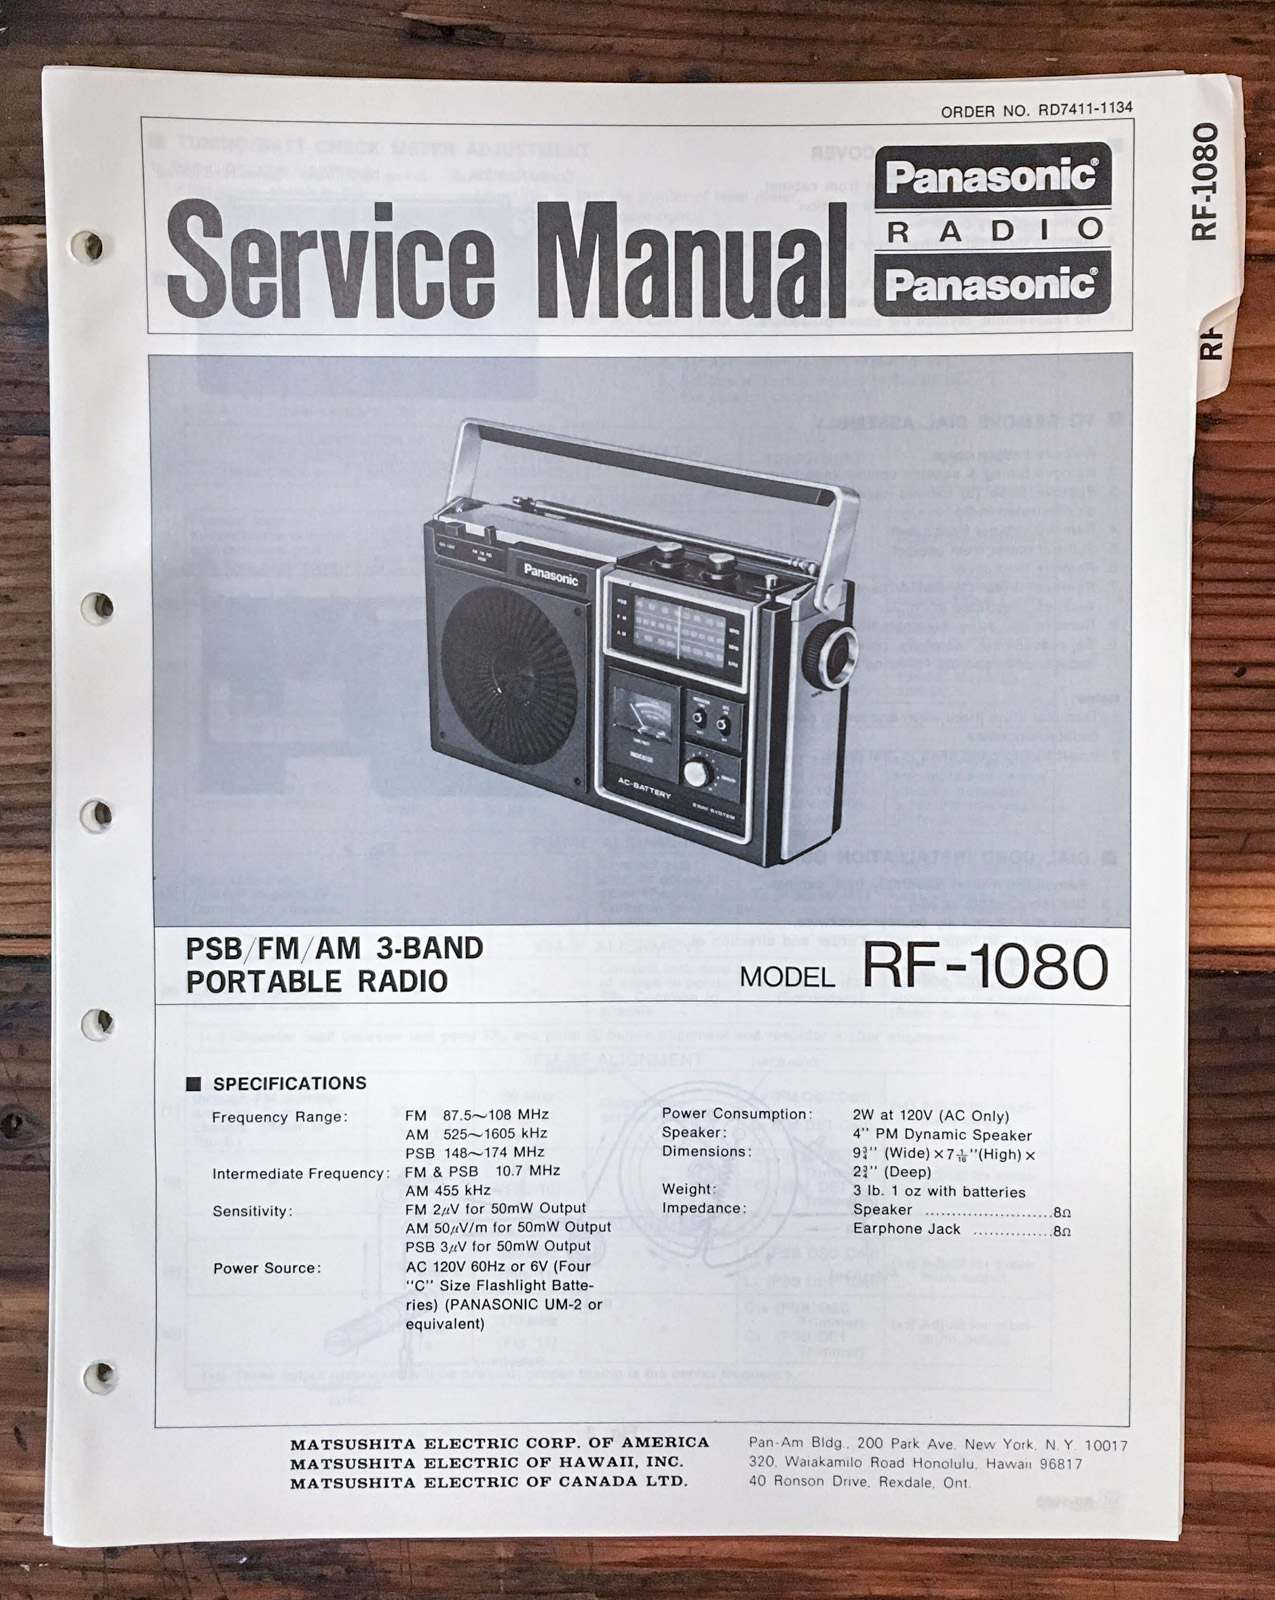 ORDER NO. RD7411-1134
RF-1080
RF
Service Manual
Panasonic®
RADIO
Panasonic®
Panasonic
INDICATOR
AC-BATTERY
PSB/FM/AM 3-BAND
PORTABLE RADIO
MODEL RF-1080
■ SPECIFICATIONS
Frequency Range: FM 87.5～108 MHz
AM 525～1605 kHz
PSB 148～174 MHz
Intermediate Frequency: FM & PSB 10.7 MHz
AM 455 kHz
Sensitivity: FM 2μV for 50mW Output
AM 50μV/m for 50mW Output
PSB 3μV for 50mW Output
Power Source: AC 120V 60Hz or 6V (Four
"C" Size Flashlight Batte-
ries) (PANASONIC UM-2 or
equivalent)
Power Consumption: 2W at 120V (AC Only)
Speaker: 4'' PM Dynamic Speaker
Dimensions: 9¾'' (Wide) × 7 1/16''(High) ×
2¾'' (Deep)
Weight: 3 lb. 1 oz with batteries
Impedance: Speaker ........................8Ω
Earphone Jack ...............8Ω
MATSUSHITA ELECTRIC CORP. OF AMERICA Pan-Am Bldg., 200 Park Ave. New York, N.Y. 10017
MATSUSHITA ELECTRIC OF HAWAII, INC. 320, Waiakamilo Road Honolulu, Hawaii 96817
MATSUSHITA ELECTRIC OF CANADA LTD. 40 Ronson Drive, Rexdale, Ont.